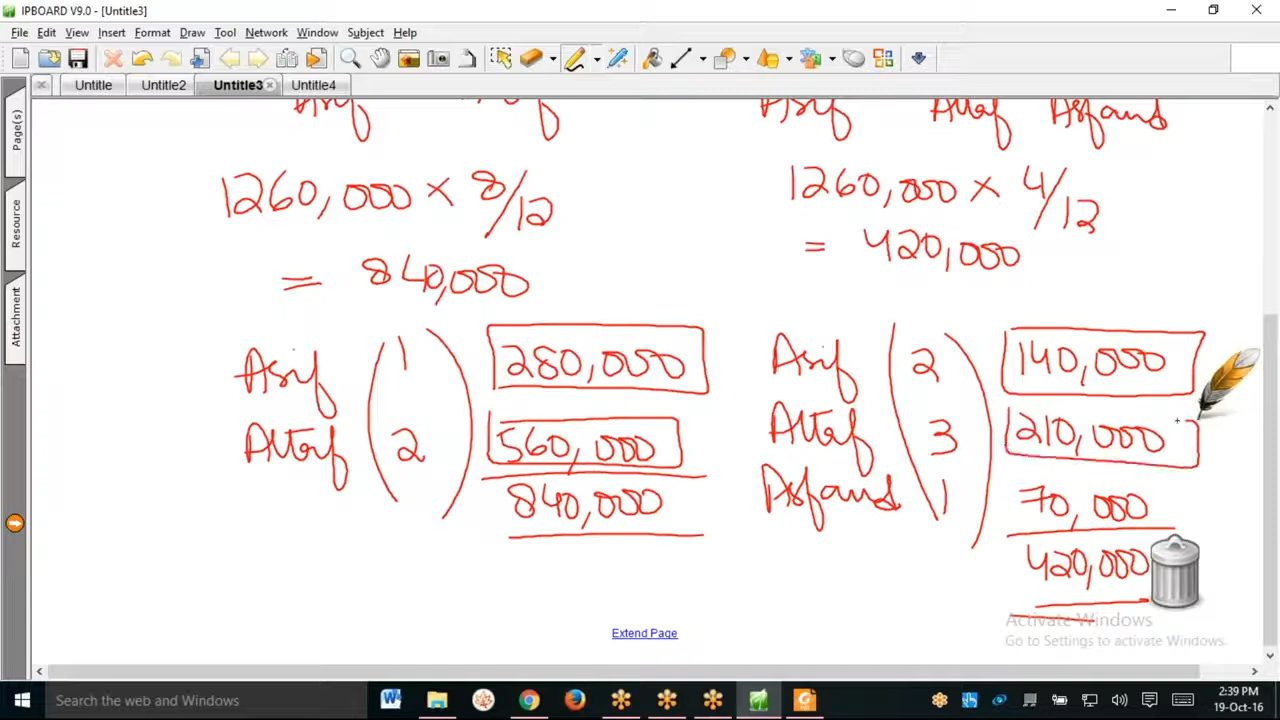 IPBOARD V9.0 - [Untitle3]
File Edit View Insert Format Draw Tool Network Window Subject Help
Untitle Untitle2 Untitle3 Untitle4
Page(s)
Resource
Attachment
Asif
Asif Altaf Asfand
1260,000 × 8/12
= 840,000
1260,000 × 4/12
= 420,000
Asif 1 280,000
Altaf 2 560,000
840,000
Asif 2 140,000
Altaf 3 210,000
Asfand 1 70,000
420,000
Extend Page
Activate Windows
Go to Settings to activate Windows.
Search the web and Windows
2:39 PM
19-Oct-16